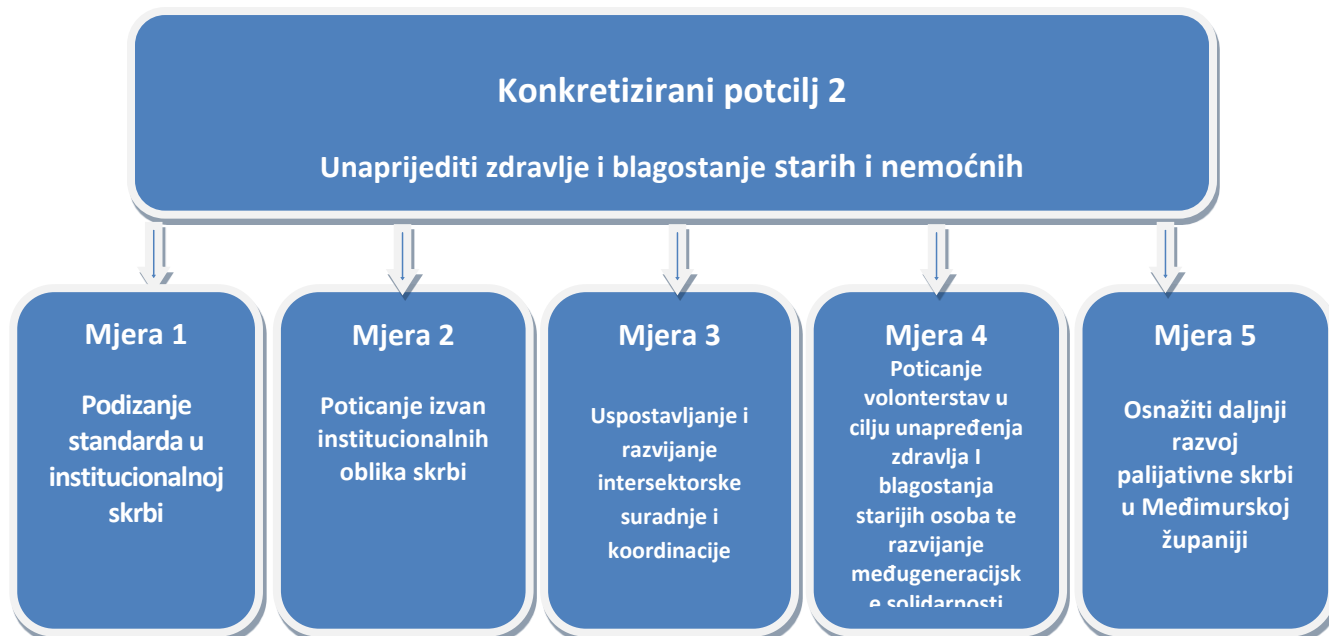 Konkretizirani potcilj 2
Unaprijediti zdravlje i blagostanje starih i nemoćnih
Mjera 1
Podizanje
standarda u
institucionalnoj
skrbi
Mjera 2
Poticanje izvan
institucionalnih
oblika skrbi
Mjera 3
Uspostavljanje i
razvijanje
intersektorske
suradnje i
koordinacije
Mjera 4
Poticanje
volonterstav u
cilju unapređenja
zdravlja I
blagostanja
starijih osoba te
razvijanje
međugeneracijsk
e solidarnosti
Mjera 5
Osnažiti daljnji
razvoj
palijativne skrbi
u Međimurskoj
županiji